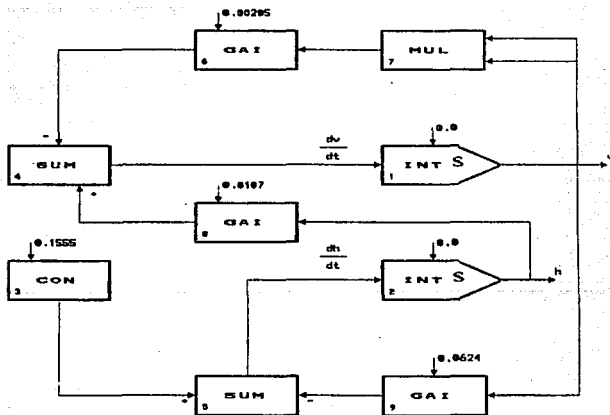 0.00205
GAI
6
MUL
7
-
SUM
4
+
dv
dt
0.0
INT S
1
v
0.0107
GAI
8
0.1555
CON
3
dh
dt
0.0
INT S
2
h
+
SUM
5
-
0.0624
GAI
9